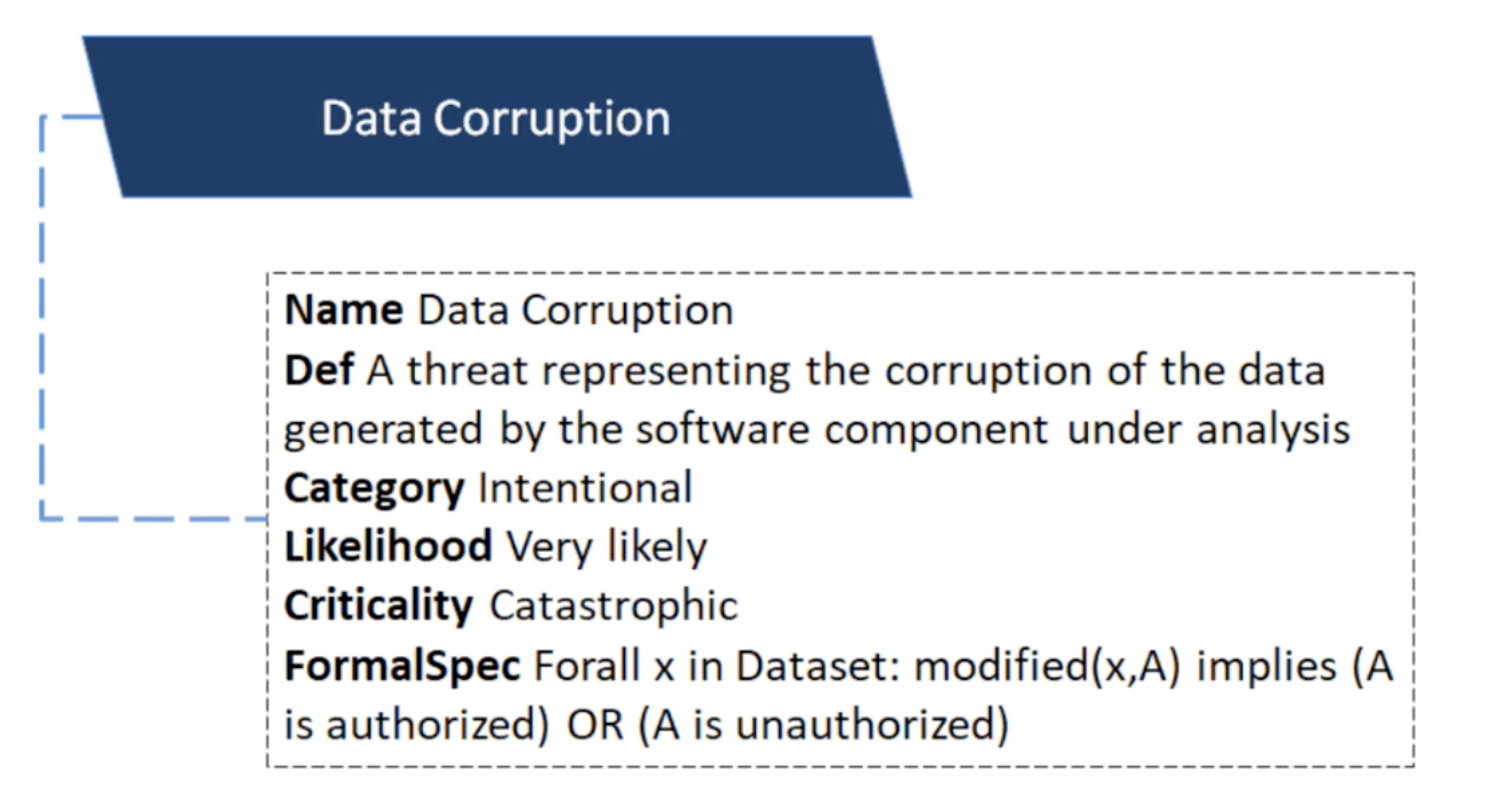 Data Corruption
Name Data Corruption
Def A threat representing the corruption of the data
generated by the software component under analysis
Category Intentional
Likelihood Very likely
Criticality Catastrophic
FormalSpec Forall x in Dataset: modified(x,A) implies (A
is authorized) OR (A is unauthorized)